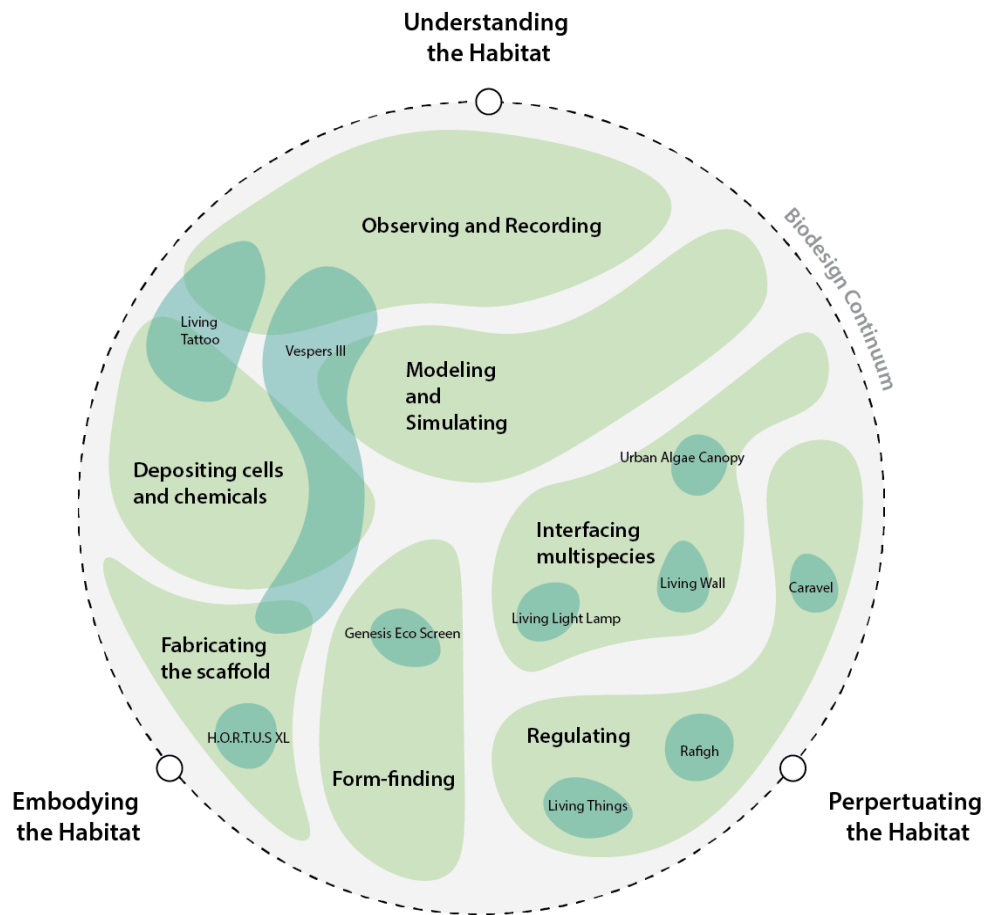 Understanding
the Habitat
Biodesign Continuum
Observing and Recording
Living
Tattoo
Vespers III
Modeling
and
Simulating
Depositing cells
and chemicals
Urban Algae Canopy
Interfacing
multispecies
Living Wall
Caravel
Living Light Lamp
Genesis Eco Screen
Fabricating
the scaffold
H.O.R.T.U.S XL
Regulating
Rafigh
Form-finding
Living Things
Embodying
the Habitat
Perpertuating
the Habitat